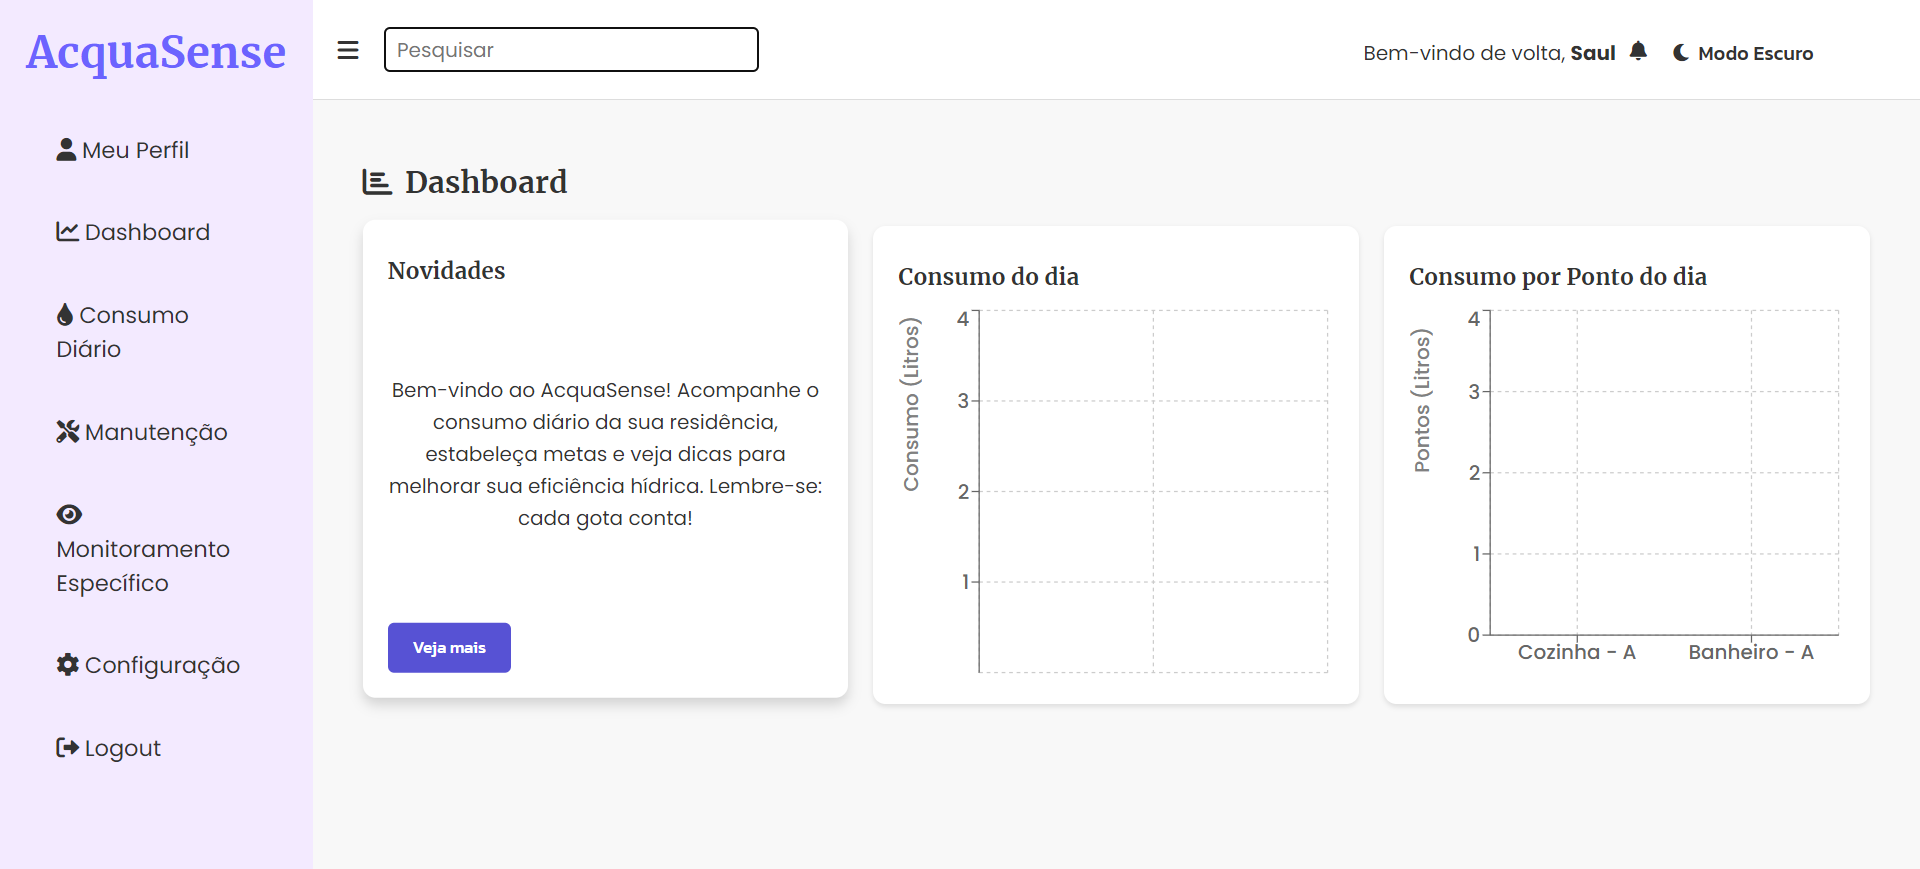 AcquaSense
Meu Perfil
Dashboard
Consumo
Diário
Manutenção
Monitoramento
Específico
Configuração
Logout
Pesquisar
Bem-vindo de volta, Saul
Modo Escuro
Dashboard
Novidades
Bem-vindo ao AcquaSense! Acompanhe o
consumo diário da sua residência,
estabeleça metas e veja dicas para
melhorar sua eficiência hídrica. Lembre-se:
cada gota conta!
Veja mais
Consumo do dia
Consumo (Litros)
4
3
2
1
Consumo por Ponto do dia
Pontos (Litros)
4
3
2
1
0
Cozinha - A
Banheiro - A